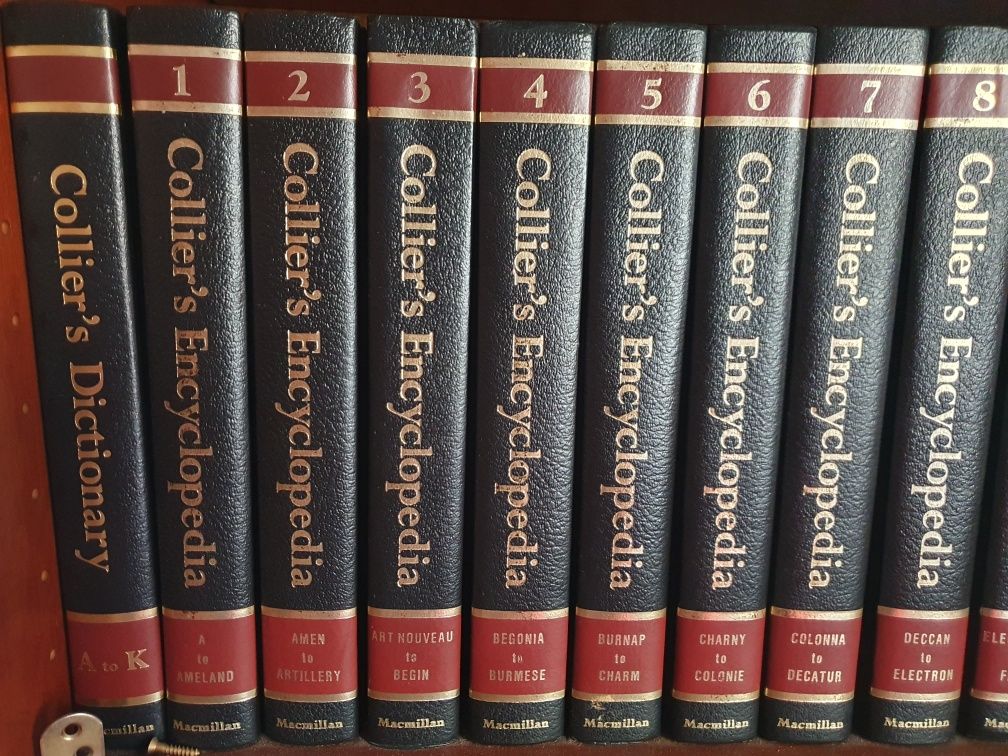 Collier's Dictionary
A to K
1
Collier's Encyclopedia
A
to
AMELAND
Macmillan
2
Collier's Encyclopedia
AMEN
to
ARTILLERY
Macmillan
3
Collier's Encyclopedia
ART NOUVEAU
to
BEGIN
Macmillan
4
Collier's Encyclopedia
BEGONIA
to
BURMESE
Macmillan
5
Collier's Encyclopedia
BURNAP
to
CHARM
Macmillan
6
Collier's Encyclopedia
CHARNY
to
COLONIE
Macmillan
7
Collier's Encyclopedia
COLONNA
to
DECATUR
Macmillan
8
Collier's Encyclopedia
DECCAN
to
ELECTRON
Macmillan